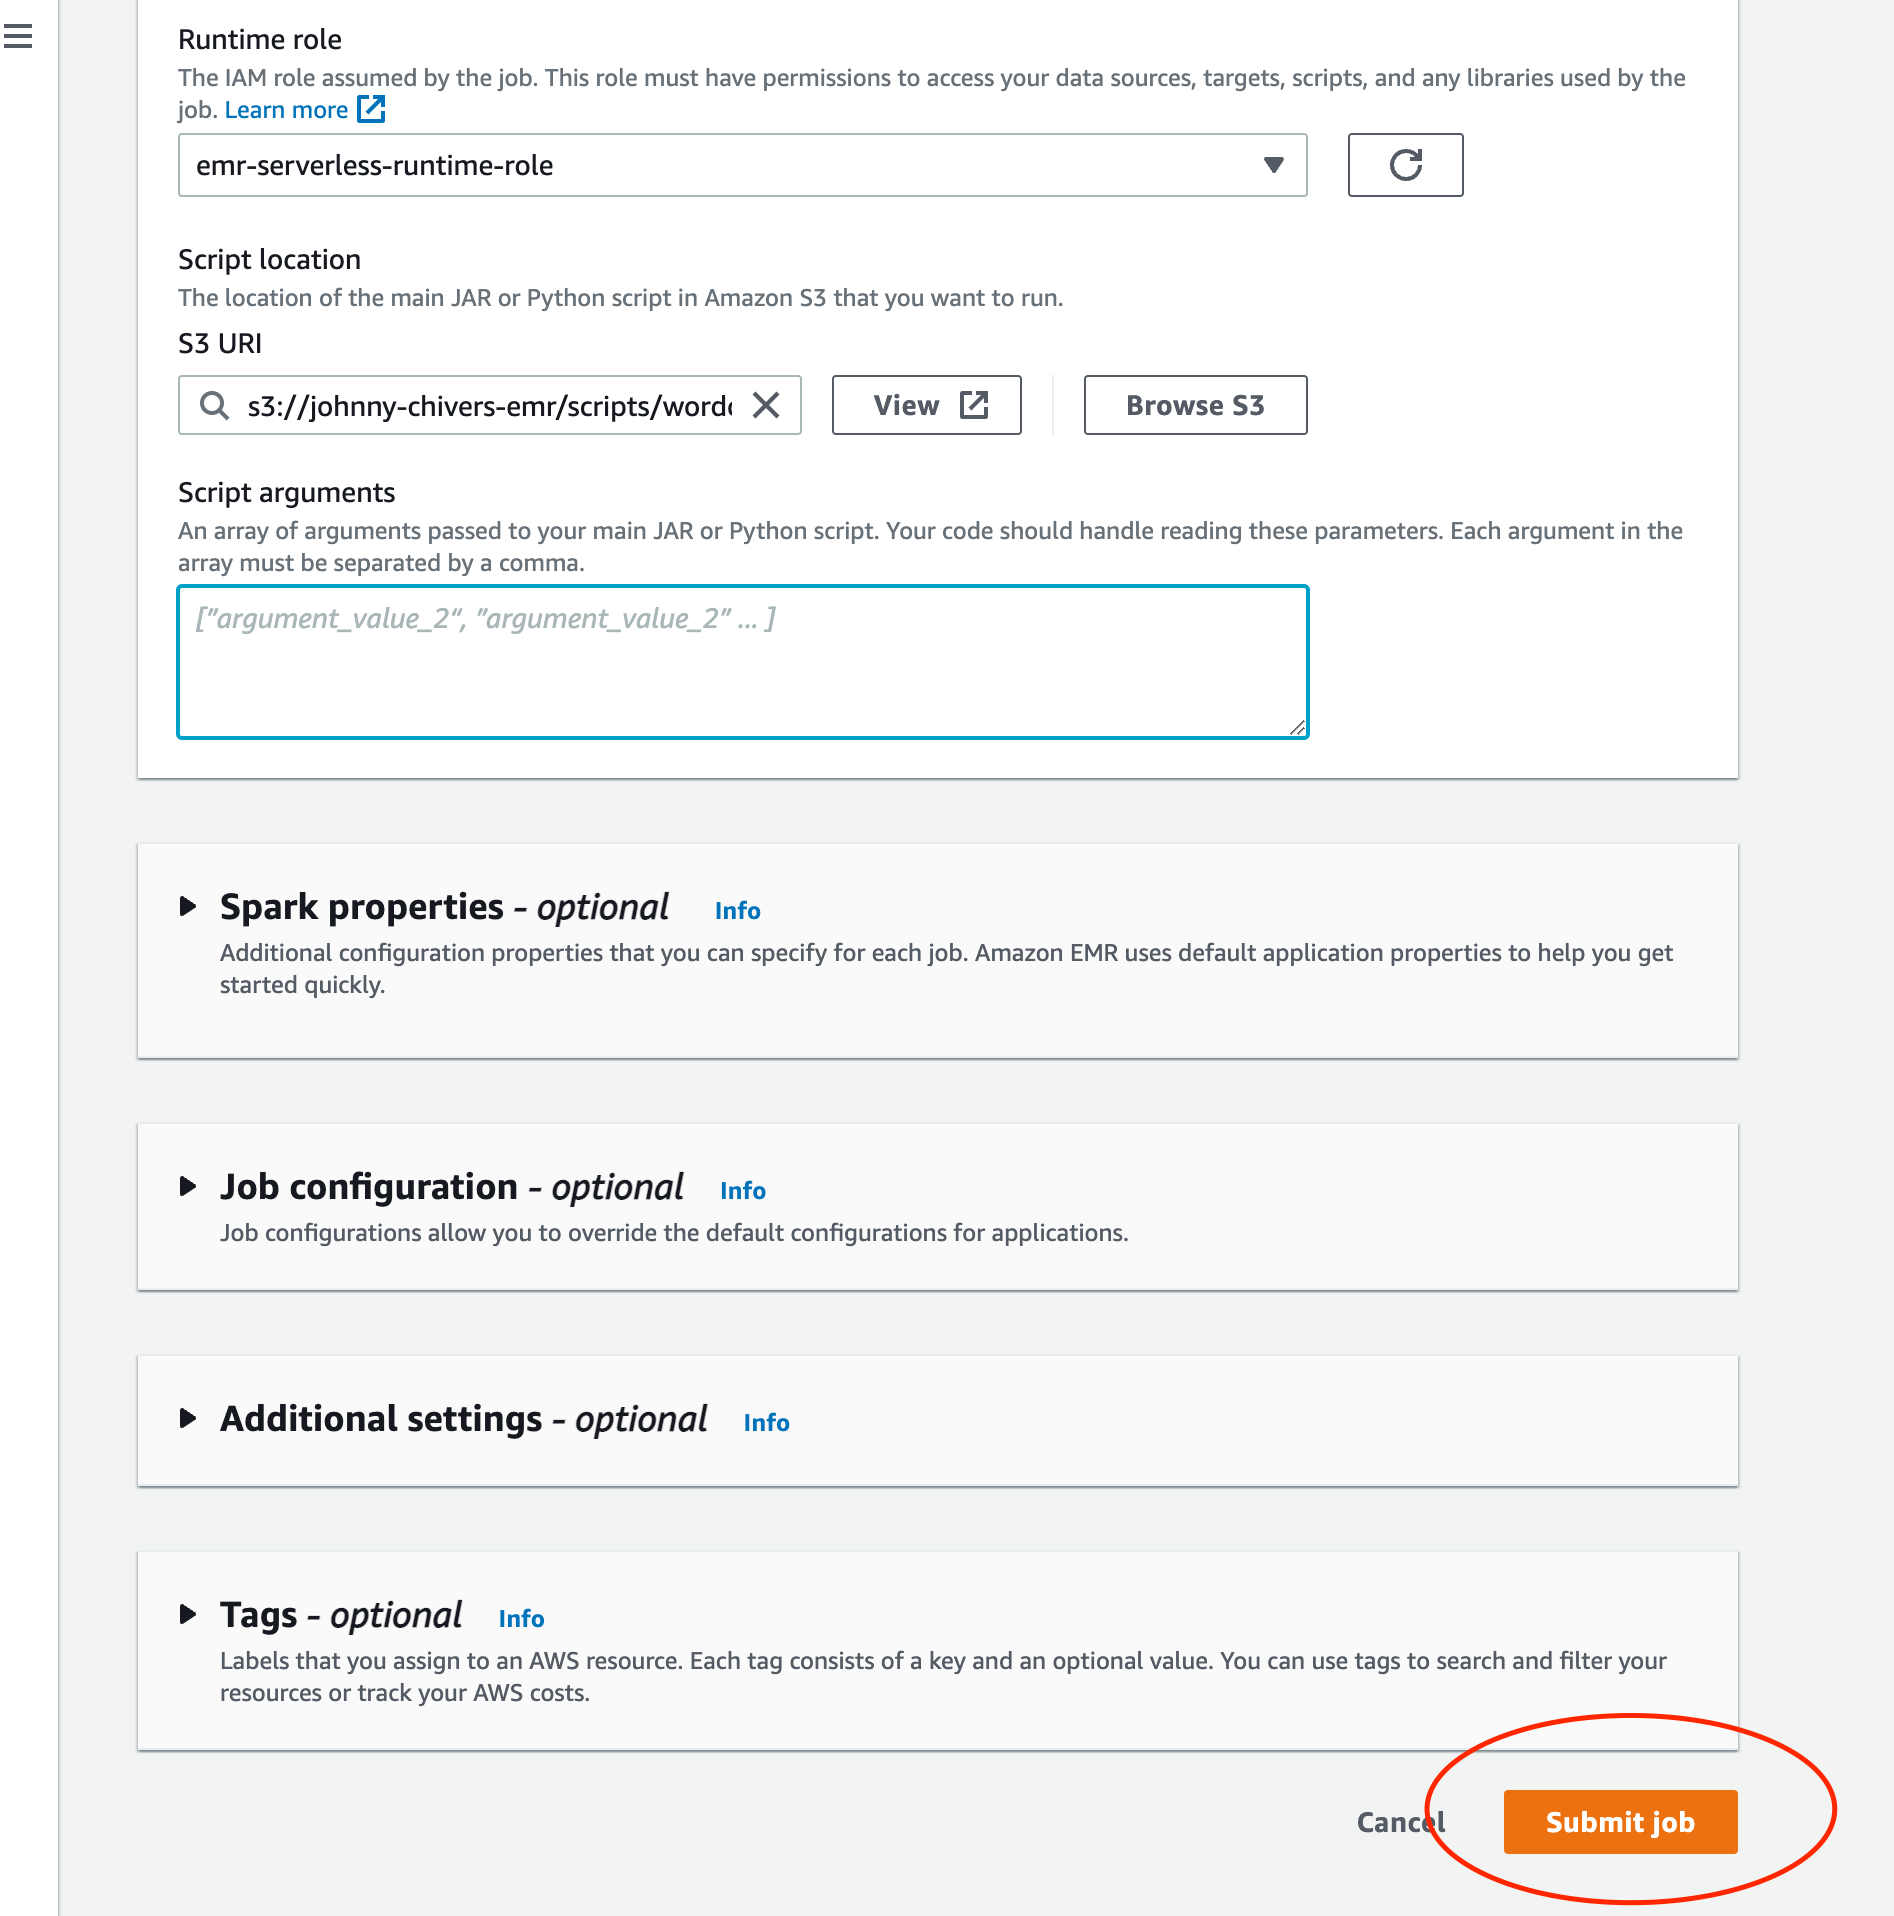 Runtime role
The IAM role assumed by the job. This role must have permissions to access your data sources, targets, scripts, and any libraries used by the
job. Learn more
emr-serverless-runtime-role
Script location
The location of the main JAR or Python script in Amazon S3 that you want to run.
S3 URI
s3://johnny-chivers-emr/scripts/wordc
View
Browse S3
Script arguments
An array of arguments passed to your main JAR or Python script. Your code should handle reading these parameters. Each argument in the
array must be separated by a comma.
[”argument_value_2“, ”argument_value_2” ... ]
Spark properties - optional Info
Additional configuration properties that you can specify for each job. Amazon EMR uses default application properties to help you get
started quickly.
Job configuration - optional Info
Job configurations allow you to override the default configurations for applications.
Additional settings - optional Info
Tags - optional Info
Labels that you assign to an AWS resource. Each tag consists of a key and an optional value. You can use tags to search and filter your
resources or track your AWS costs.
Cancel
Submit job